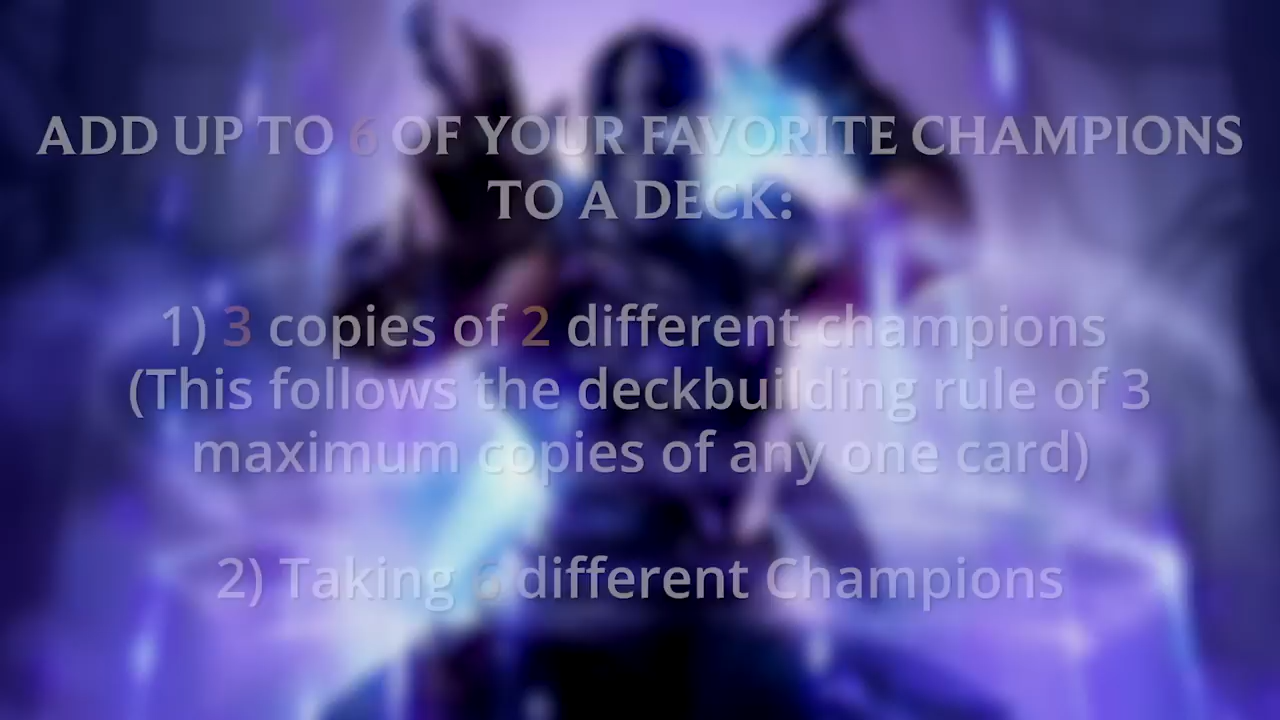 ADD UP TO 6 OF YOUR FAVORITE CHAMPIONS
TO A DECK:
1) 3 copies of 2 different champions
(This follows the deckbuilding rule of 3
maximum copies of any one card)
2) Taking 6 different Champions